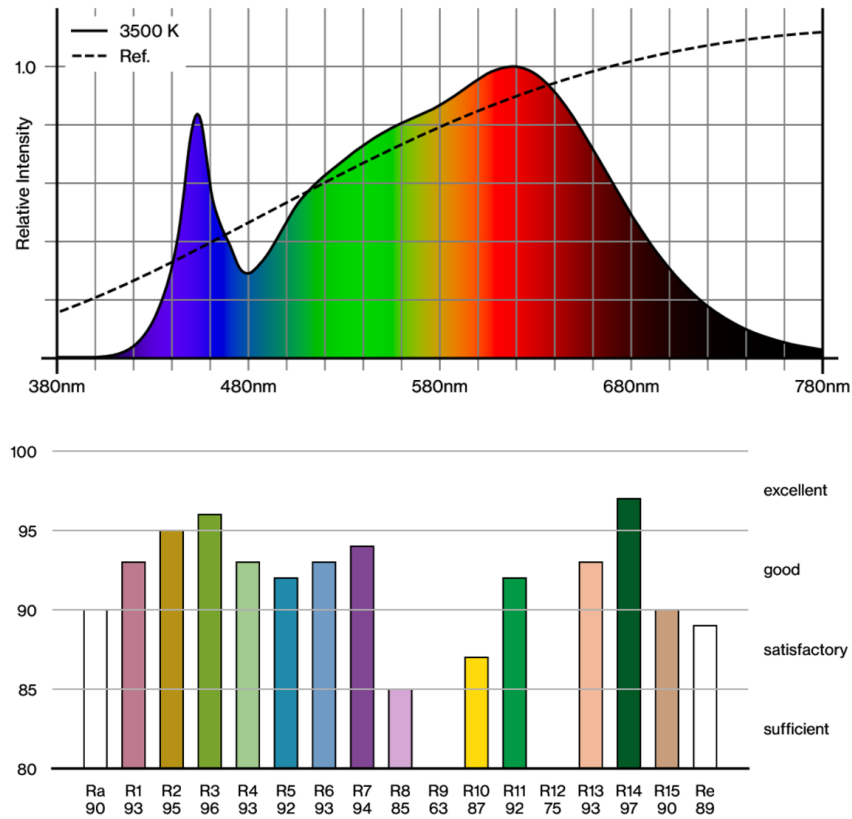 3500 K
Ref.
1.0
Relative Intensity
380nm 480nm 580nm 680nm 780nm
100
excellent
95
good
90
satisfactory
85
sufficient
80
Ra R1 R2 R3 R4 R5 R6 R7 R8 R9 R10 R11 R12 R13 R14 R15 Re
90 93 95 96 93 92 93 94 85 63 87 92 75 93 97 90 89